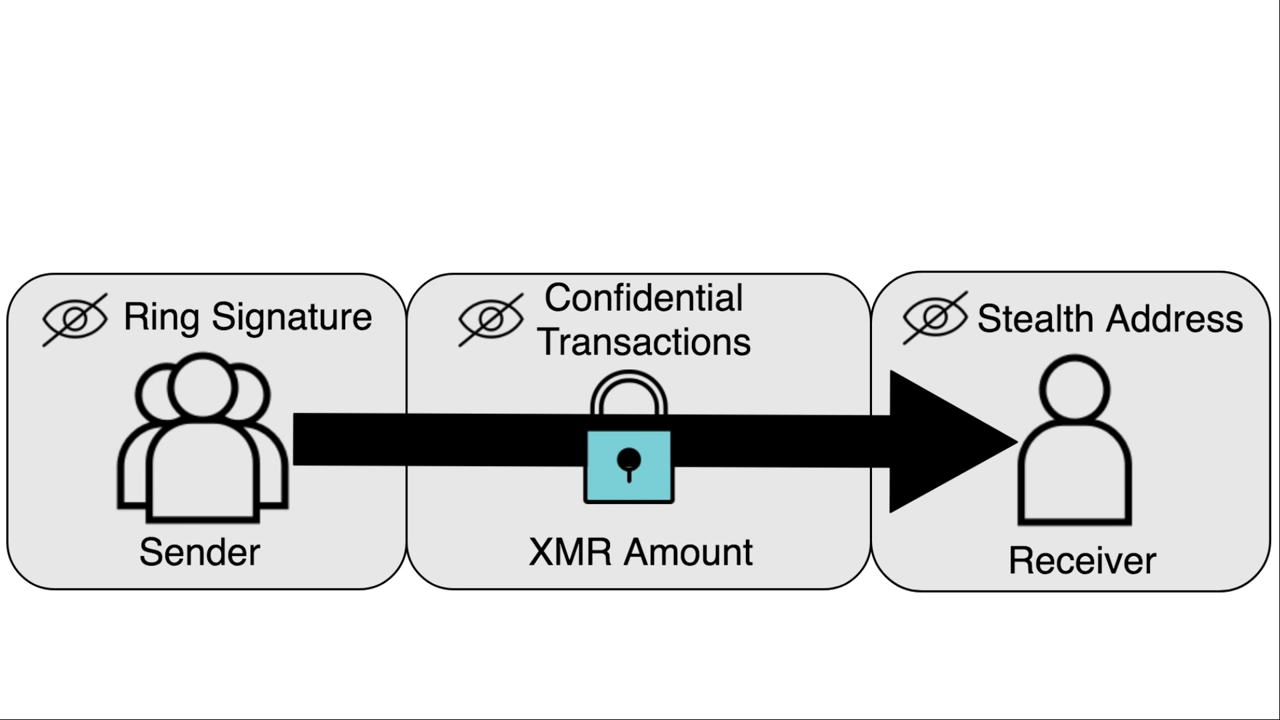 Ring Signature
Sender
Confidential
Transactions
XMR Amount
Stealth Address
Receiver